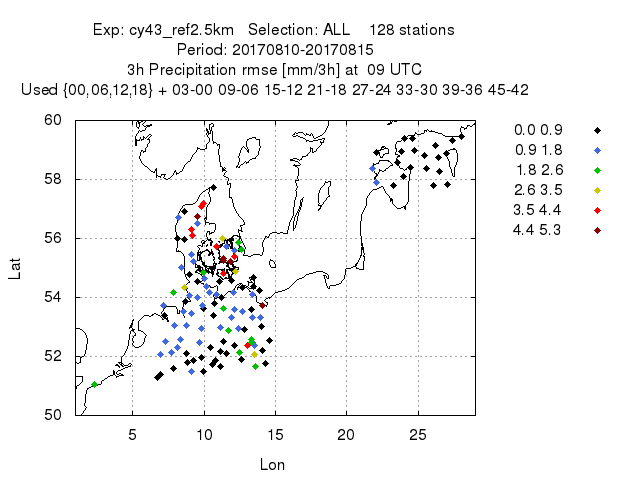 Exp: cy43_ref2.5km Selection: ALL 128 stations
Period: 20170810-20170815
3h Precipitation rmse [mm/3h] at 09 UTC
Used {00,06,12,18} + 03-00 09-06 15-12 21-18 27-24 33-30 39-36 45-42
0.0 0.9
0.9 1.8
1.8 2.6
2.6 3.5
3.5 4.4
4.4 5.3
Lat
60
58
56
54
52
50
5 10 15 20 25
Lon